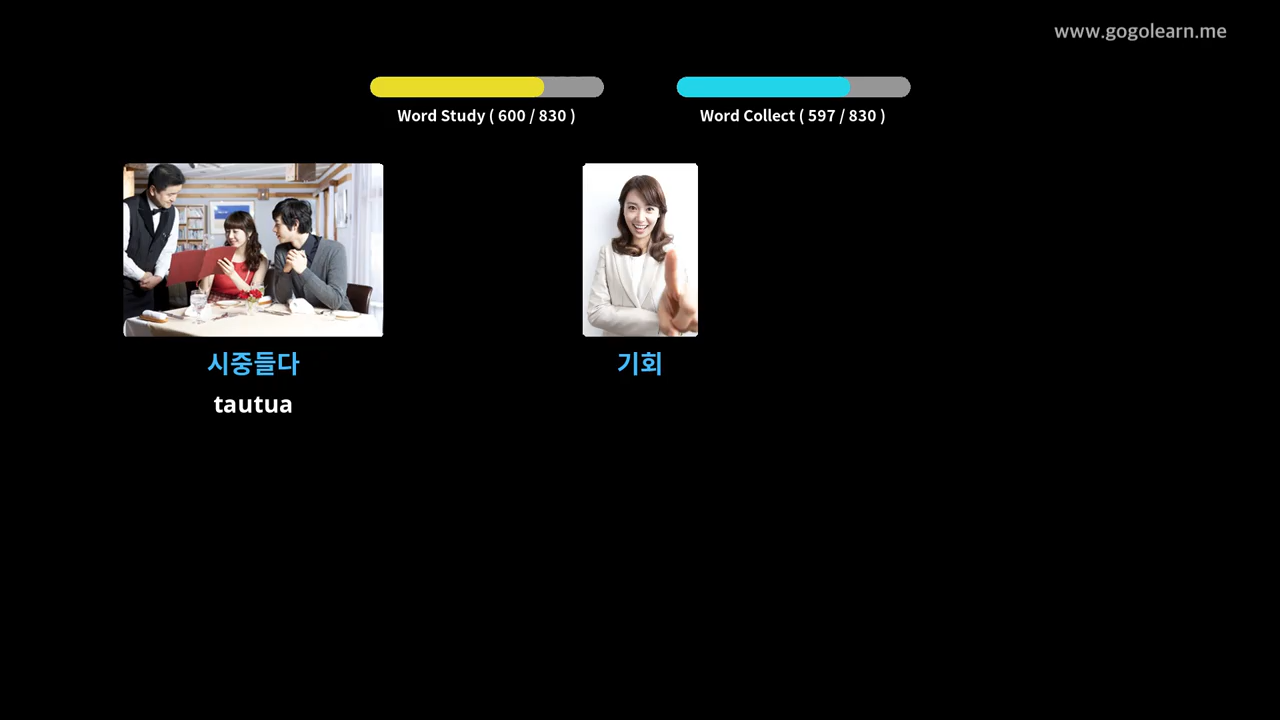 www.gogolearn.me
Word Study ( 600 / 830 )
Word Collect ( 597 / 830 )
시중들다
tautua
기회